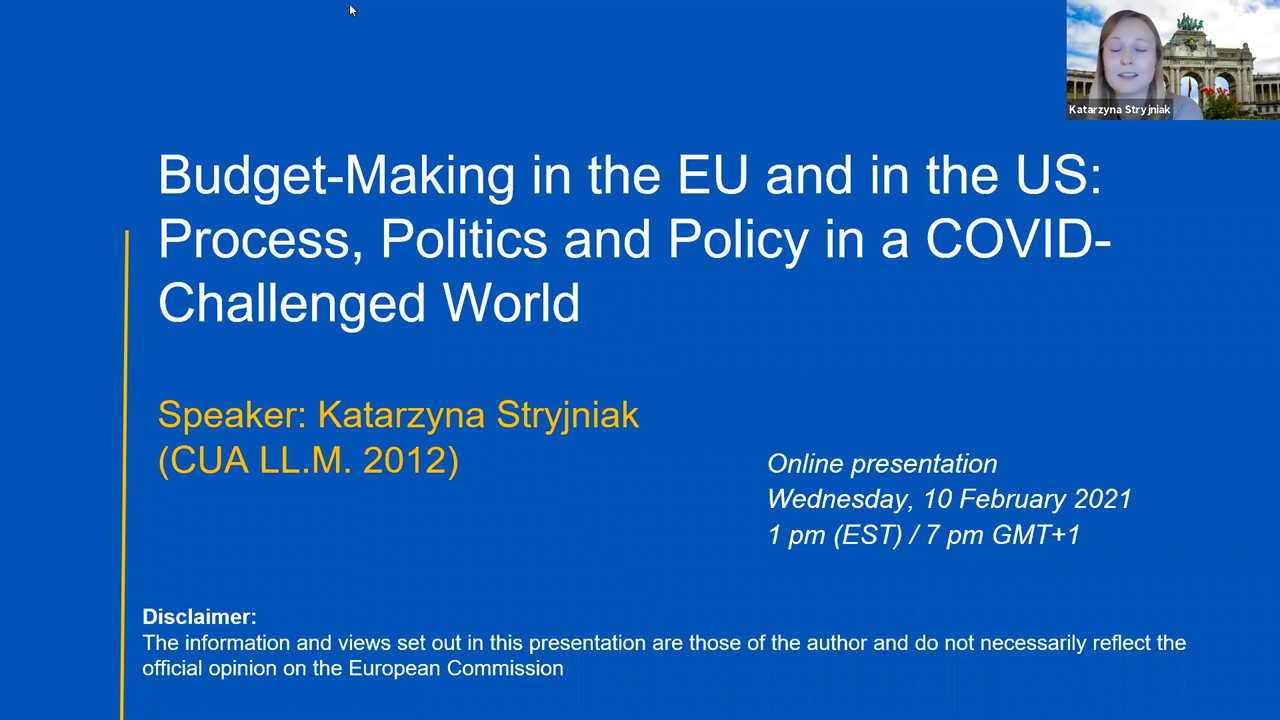 Katarzyna Stryjniak
Budget-Making in the EU and in the US:
Process, Politics and Policy in a COVID-
Challenged World
Speaker: Katarzyna Stryjniak
(CUA LL.M. 2012)
Online presentation
Wednesday, 10 February 2021
1 pm (EST) / 7 pm GMT+1
Disclaimer:
The information and views set out in this presentation are those of the author and do not necessarily reflect the
official opinion on the European Commission